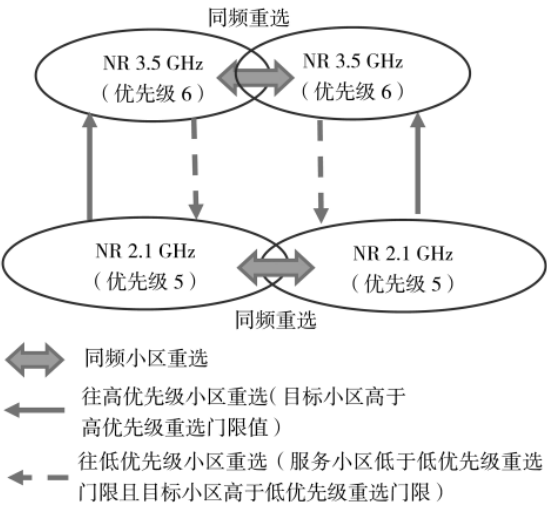 同频重选
NR 3.5 GHz
（优先级 6）
NR 3.5 GHz
（优先级 6）
NR 2.1 GHz
（优先级 5）
NR 2.1 GHz
（优先级 5）
同频重选
同频小区重选
往高优先级小区重选（目标小区高于
高优先级重选门限值）
往低优先级小区重选（服务小区低于低优先级重选
门限且目标小区高于低优先级重选门限）